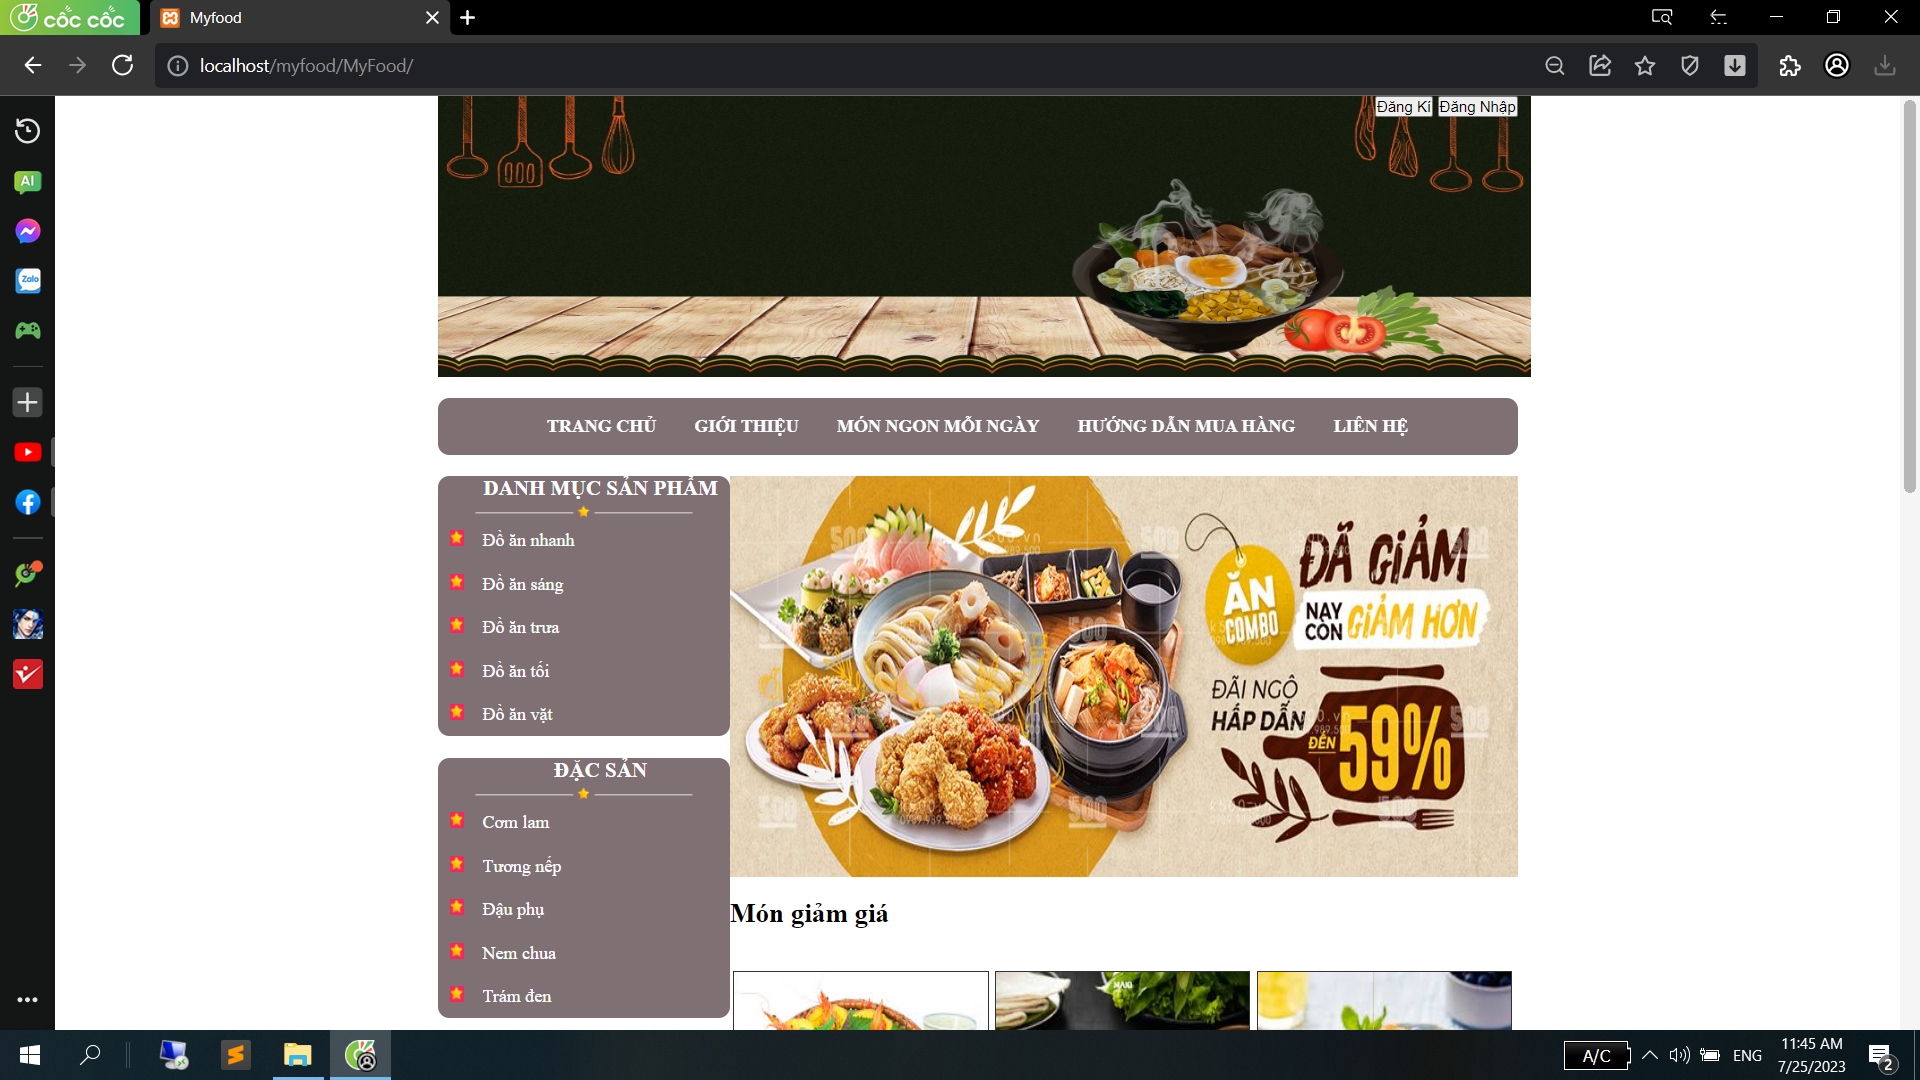 cốc cốc
Myfood
localhost/myfood/MyFood/
AI
Zalo
Đăng Kí Đăng Nhập
TRANG CHỦ GIỚI THIỆU MÓN NGON MỖI NGÀY HƯỚNG DẪN MUA HÀNG LIÊN HỆ
DANH MỤC SẢN PHẨM
Đồ ăn nhanh
Đồ ăn sáng
Đồ ăn trưa
Đồ ăn tối
Đồ ăn vặt
ĐẶC SẢN
Cơm lam
Tương nếp
Đậu phụ
Nem chua
Trám đen
ĂN
COMBO
ĐÃ GIẢM
NAY
CÒN GIẢM HƠN
ĐÃI NGỘ
HẤP DẪN
ĐẾN 59%
500
Món giảm giá
A/C
ENG
11:45 AM
7/25/2023
2